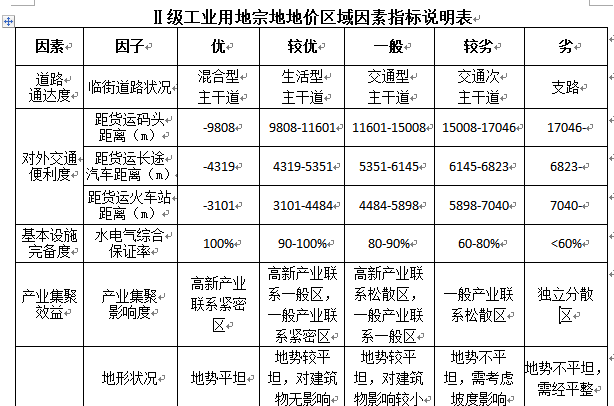 Ⅱ级工业用地宗地地价区域因素指标说明表
因素 因子 优 较优 一般 较劣 劣
道路
通达度
临街道路状况
混合型
主干道
生活型
主干道
交通型
主干道
交通次
主干道
支路
对外交通
便利度
距货运码头
距离（m）
-9808 9808-11601 11601-15008 15008-17046 17046-
距货运长途
汽车距离（m）
-4319 4319-5351 5351-6145 6145-6823 6823-
距货运火车站
距离（m）
-3101 3101-4484 4484-5898 5898-7040 7040-
基本设施
完备度
水电气综合
保证率
100% 90-100% 80-90% 60-80% <60%
产业集聚
效益
产业集聚
影响度
高新产业
联系紧密
区
高新产业联
系一般区，
一般产业联
系紧密区
高新产业联
系松散区，
一般产业联
系一般区
一般产业联
系松散区
独立分散
区
地形状况
地势平坦
地势较平
坦，对建筑
物无影响
地势较平
坦，对建筑
物影响较小
地势不平
坦，需考虑
坡度影响
地势不平坦，
需经平整